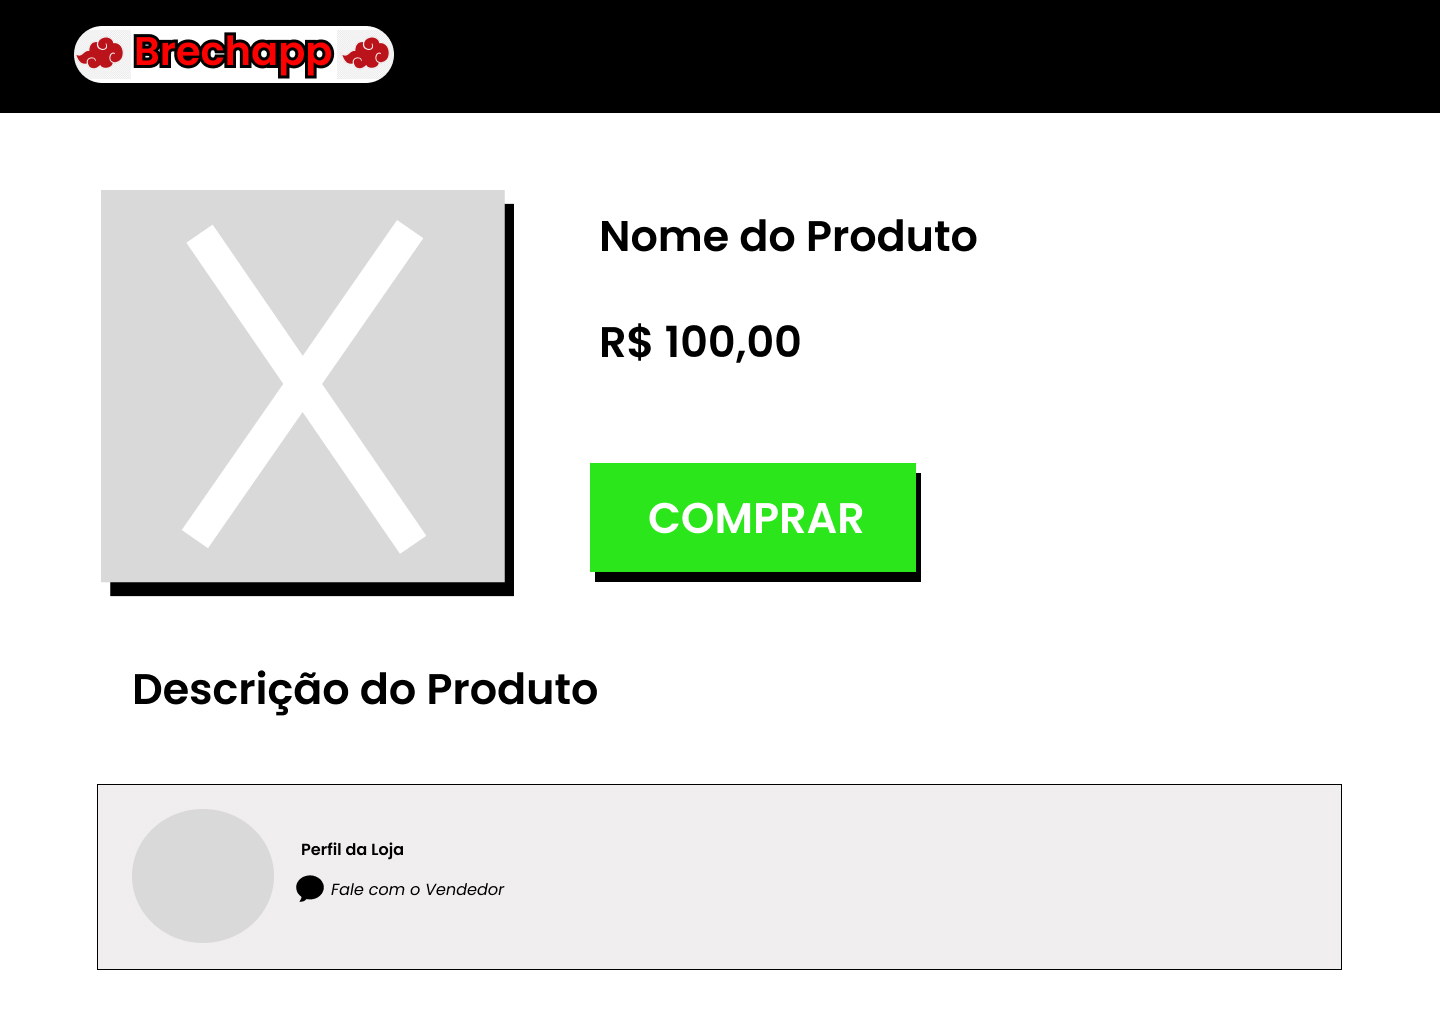 Brechapp
Nome do Produto
R$ 100,00
COMPRAR
Descrição do Produto
Perfil da Loja
Fale com o Vendedor